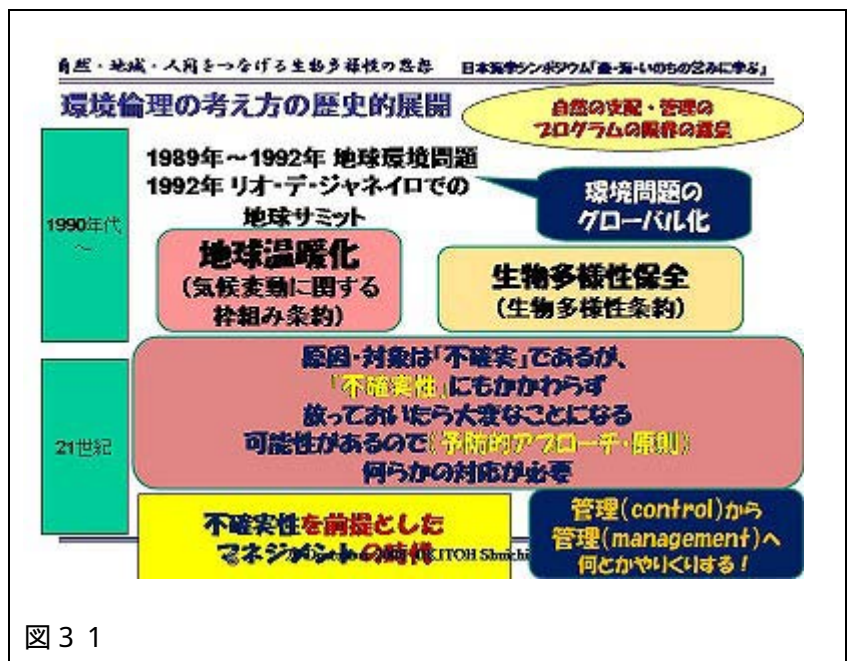 自然・地域・人間をつなげる生物多様性の思想
日本海学シンポジウム「森・海・いのちの営みに学ぶ」
環境倫理の考え方の歴史的展開
自然の支配・管理の
プログラムの限界の露呈
1990年代
～
1989年～1992年 地球環境問題
1992年 リオ・デ・ジャネイロでの
地球サミット
環境問題の
グローバル化
地球温暖化
(気候変動に関する
枠組み条約)
生物多様性保全
(生物多様性条約)
21世紀
原因・対象は「不確実」であるが、
「不確実性」にもかかわらず
放っておいたら大変なことになる
可能性があるので(予防的アプローチ・原則)
何らかの対応が必要
不確実性を前提とした
マネジメントの時代
KITOH Shuichi
管理(control)から
管理(management)へ
何とかやりくりする！
図３１